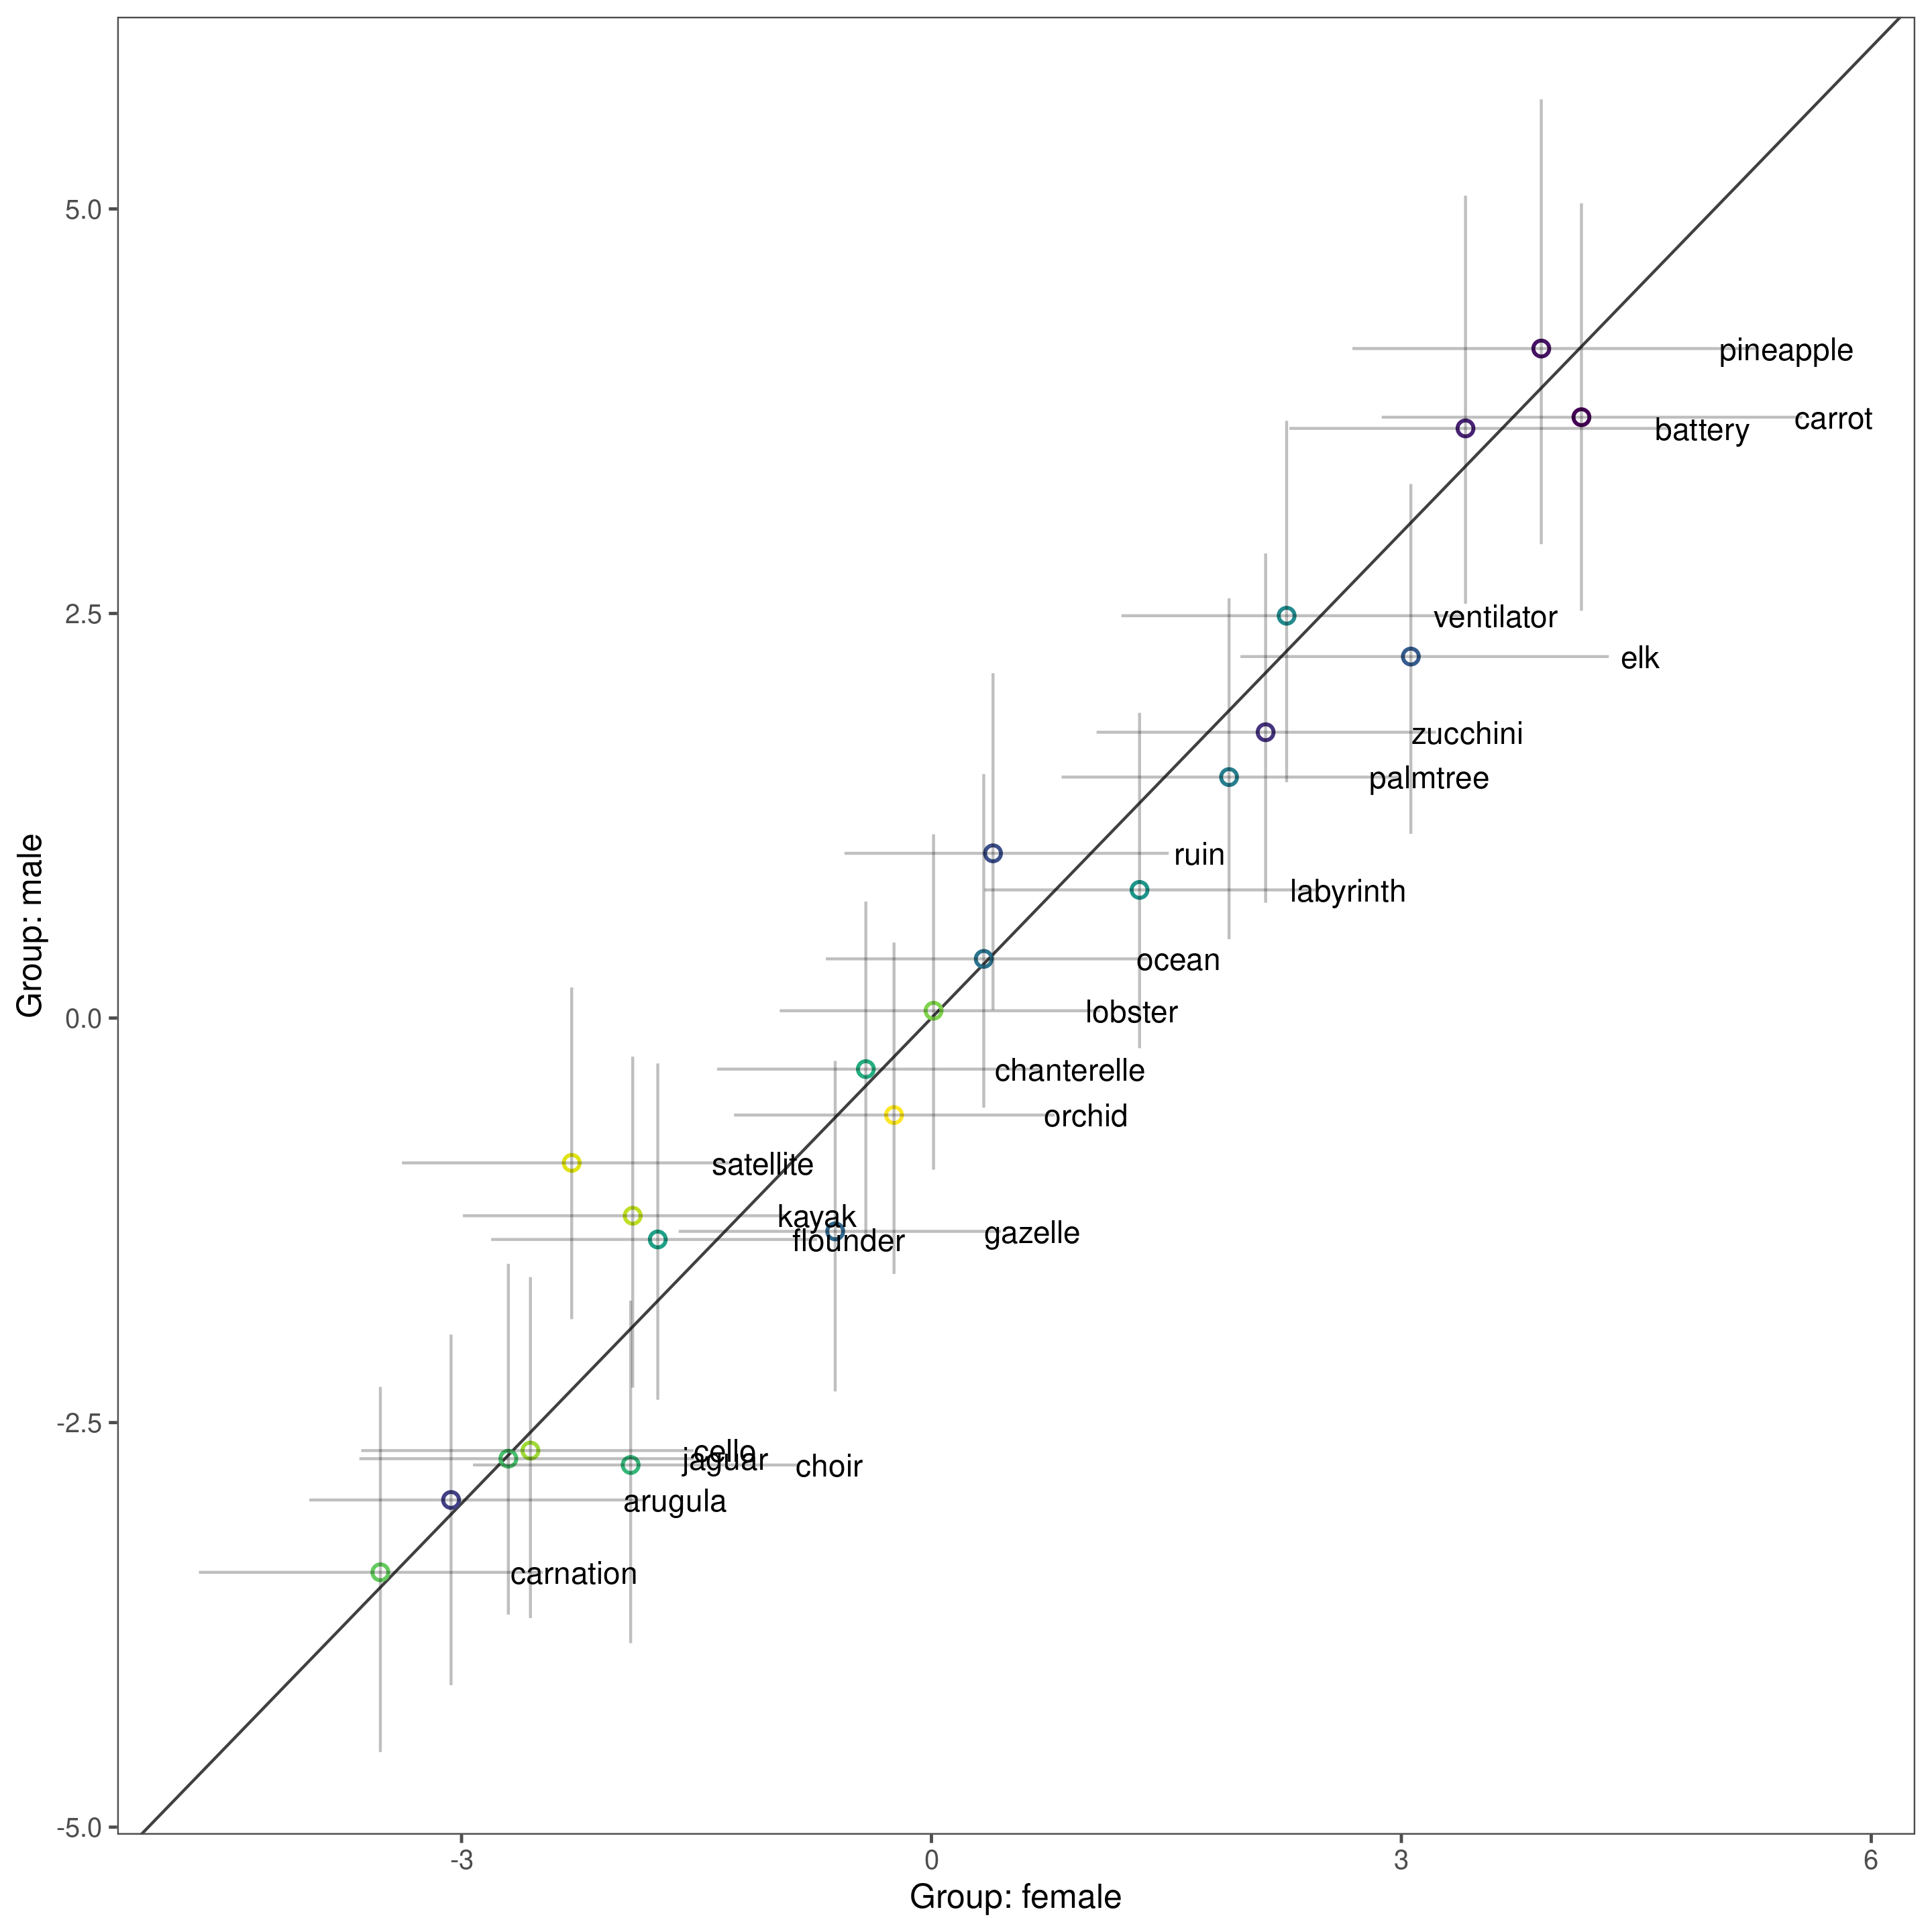 5.0
pineapple
carrot
battery
2.5
ventilator
elk
zucchini
palmtree
ruin
labyrinth
ocean
Group: male
0.0
lobster
chanterelle
orchid
satellite
kayak
gazelle
flounder
-2.5
cello
jaguar
choir
arugula
carnation
-5.0
-3
0
3
6
Group: female